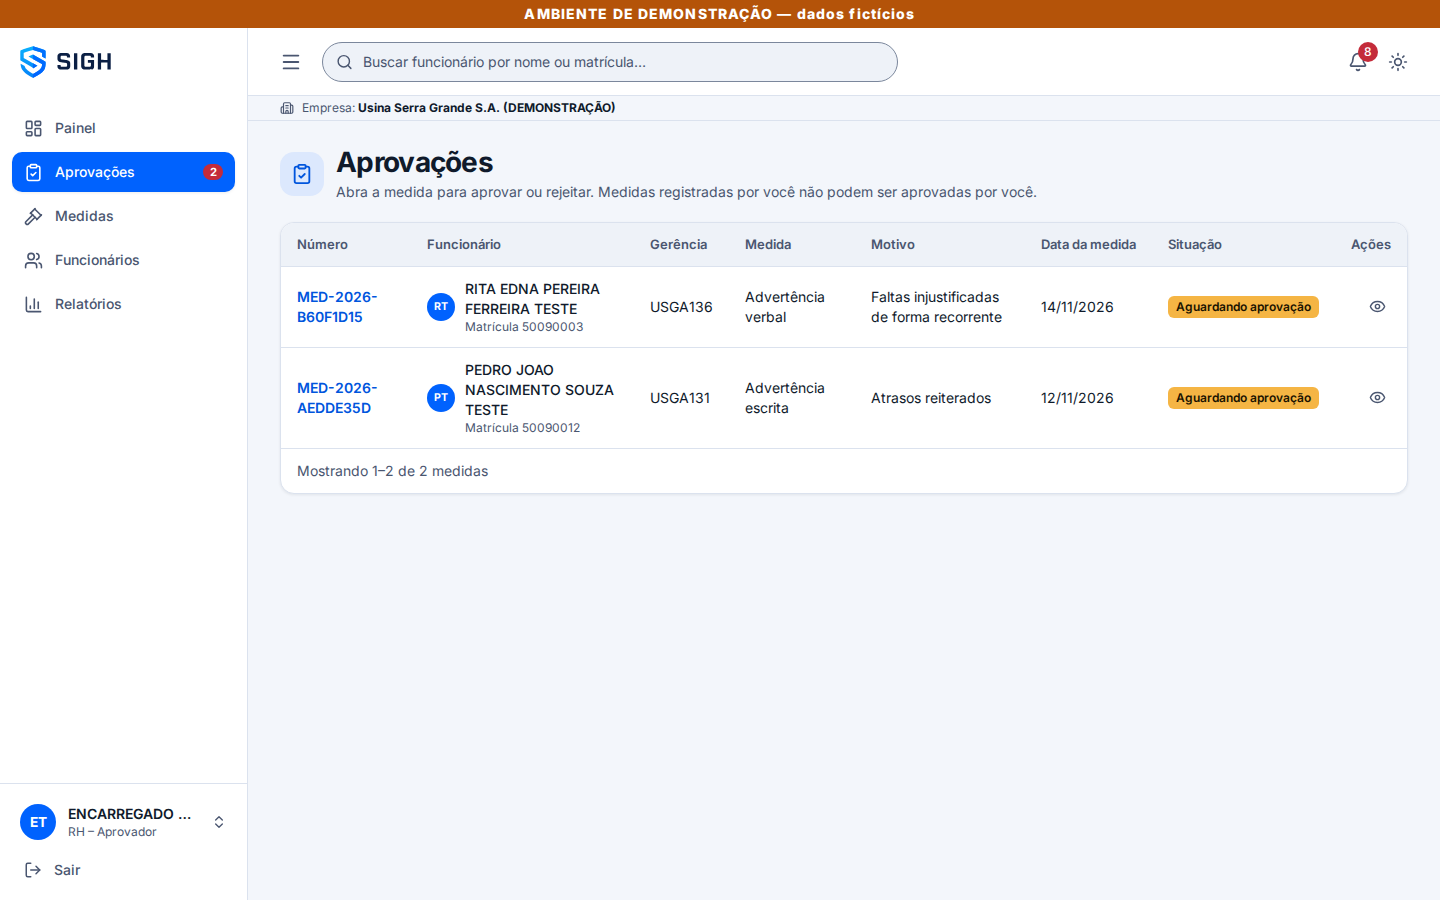 AMBIENTE DE DEMONSTRAÇÃO — dados fictícios
SIGH
Buscar funcionário por nome ou matrícula...
8
Empresa: Usina Serra Grande S.A. (DEMONSTRAÇÃO)
Painel
Aprovações 2
Medidas
Funcionários
Relatórios
Aprovações
Abra a medida para aprovar ou rejeitar. Medidas registradas por você não podem ser aprovadas por você.
Número Funcionário Gerência Medida Motivo Data da medida Situação Ações
MED-2026-
B60F1D15
RT
RITA EDNA PEREIRA
FERREIRA TESTE
Matrícula 50090003
USGA136
Advertência
verbal
Faltas injustificadas
de forma recorrente
14/11/2026
Aguardando aprovação
MED-2026-
AEDDE35D
PT
PEDRO JOAO
NASCIMENTO SOUZA
TESTE
Matrícula 50090012
USGA131
Advertência
escrita
Atrasos reiterados
12/11/2026
Aguardando aprovação
Mostrando 1–2 de 2 medidas
ET
ENCARREGADO ...
RH – Aprovador
Sair